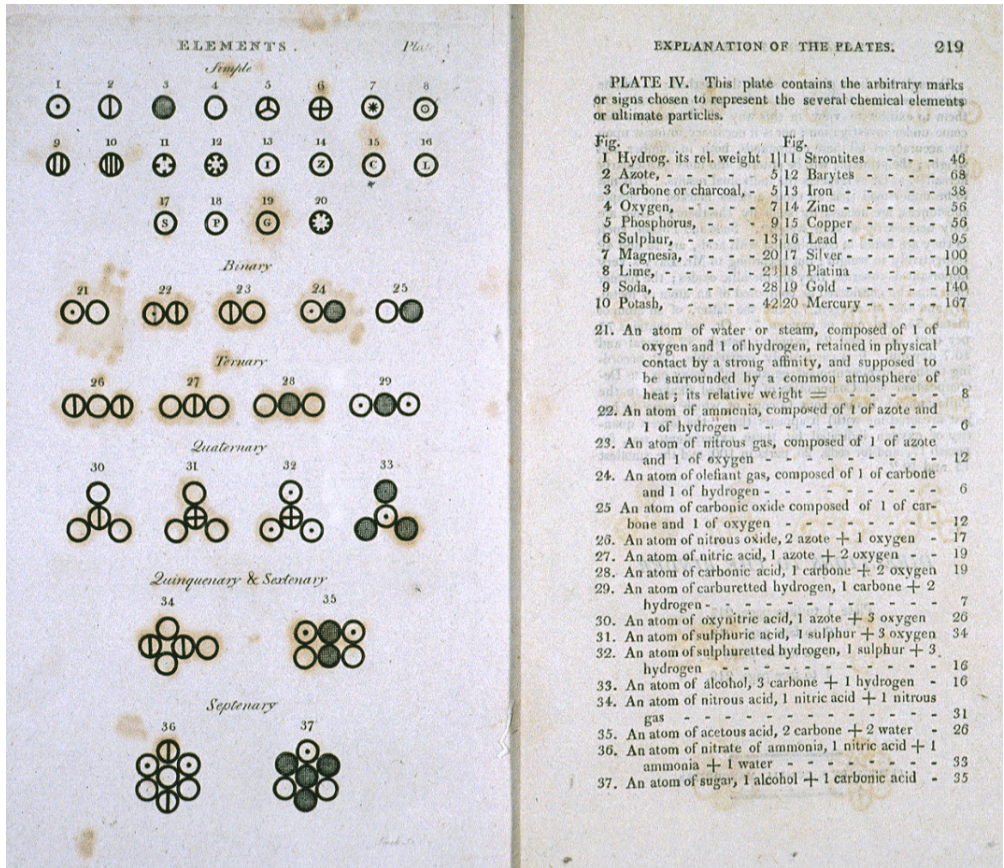 ELEMENTS. Plate
Simple
1 2 3 4 5 6 7 8
9 10 11 12 13 14 15 16
I Z C L
17 18 19 20
S P G
Binary
21 22 23 24 25
Ternary
26 27 28 29
Quaternary
30 31 32 33
Quinquenary & Sextenary
34 35
Septenary
36 37
EXPLANATION OF THE PLATES. 219
PLATE IV. This plate contains the arbitrary marks
or signs chosen to represent the several chemical elements
or ultimate particles.
Fig. Fig.
1 Hydrog. its rel. weight 1 11 Strontites - - - 46
2 Azote, - - - - 5 12 Barytes - - - - 68
3 Carbone or charcoal, - 5 13 Iron - - - - - 38
4 Oxygen, - - - - 7 14 Zinc - - - - - 56
5 Phosphorus, - - - 9 15 Copper - - - - 56
6 Sulphur, - - - - 13 16 Lead - - - - - 95
7 Magnesia, - - - - 20 17 Silver - - - - - 100
8 Lime, - - - - - 23 18 Platina - - - - 100
9 Soda, - - - - - 28 19 Gold - - - - - 140
10 Potash, - - - - 42 20 Mercury - - - - 167
21. An atom of water or steam, composed of 1 of
oxygen and 1 of hydrogen, retained in physical
contact by a strong affinity, and supposed to
be surrounded by a common atmosphere of
heat; its relative weight = - - - 8
22. An atom of ammonia, composed of 1 of azote and
1 of hydrogen - - - - - - - - 6
23. An atom of nitrous gas, composed of 1 of azote
and 1 of oxygen - - - - - - - 12
24. An atom of olefiant gas, composed of 1 of carbone
and 1 of hydrogen - - - - - - - 6
25 An atom of carbonic oxide composed of 1 of car-
bone and 1 of oxygen - - - - - - 12
26. An atom of nitrous oxide, 2 azote + 1 oxygen - 17
27. An atom of nitric acid, 1 azote + 2 oxygen - - 19
28. An atom of carbonic acid, 1 carbone + 2 oxygen 19
29. An atom of carburetted hydrogen, 1 carbone + 2
hydrogen - - - - - - - - - 7
30. An atom of oxynitric acid, 1 azote + 3 oxygen 26
31. An atom of sulphuric acid, 1 sulphur + 3 oxygen 34
32. An atom of sulphuretted hydrogen, 1 sulphur + 3
hydrogen - - - - - - - - - 16
33. An atom of alcohol, 3 carbone + 1 hydrogen - 16
34. An atom of nitrous acid, 1 nitric acid + 1 nitrous
gas - - - - - - - - - - 31
35. An atom of acetous acid, 2 carbone + 2 water - 26
36. An atom of nitrate of ammonia, 1 nitric acid + 1
ammonia + 1 water - - - - - - 33
37. An atom of sugar, 1 alcohol + 1 carbonic acid - 35